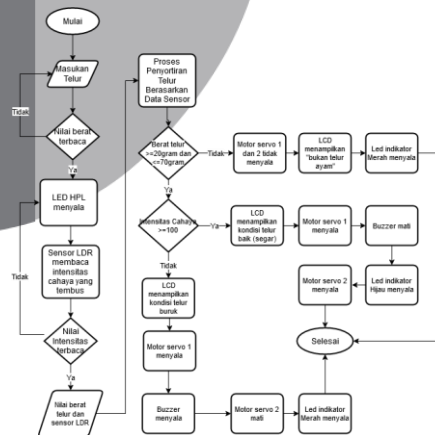 Mulai
Masukan
Telur
Tidak
Nilai berat
terbaca
Ya
LED HPL
menyala
Sensor LDR
membaca
intensitas
cahaya yang
tembus
Tidak
Nilai
Intensitas
terbaca
Ya
Nilai berat
telur dan
sensor LDR
Proses
Penyortiran
Telur
Berasarkan
Data Sensor
Berat telur
>=20gram dan
<=70gram
Tidak
Motor servo 1
dan 2 tidak
menyala
LCD
menampilkan
"bukan telur
ayam"
Led indikator
Merah menyala
Ya
Intensitas Cahaya
>=100
Ya
LCD
menampilkan
kondisi telur
baik (segar)
Motor servo 1
menyala
Buzzer mati
Led indikator
Hijau menyala
Motor servo 2
menyala
Selesai
Tidak
LCD
menampilkan
kondisi telur
buruk
Motor servo 1
menyala
Buzzer
menyala
Motor servo 2
mati
Led indikator
Merah menyala